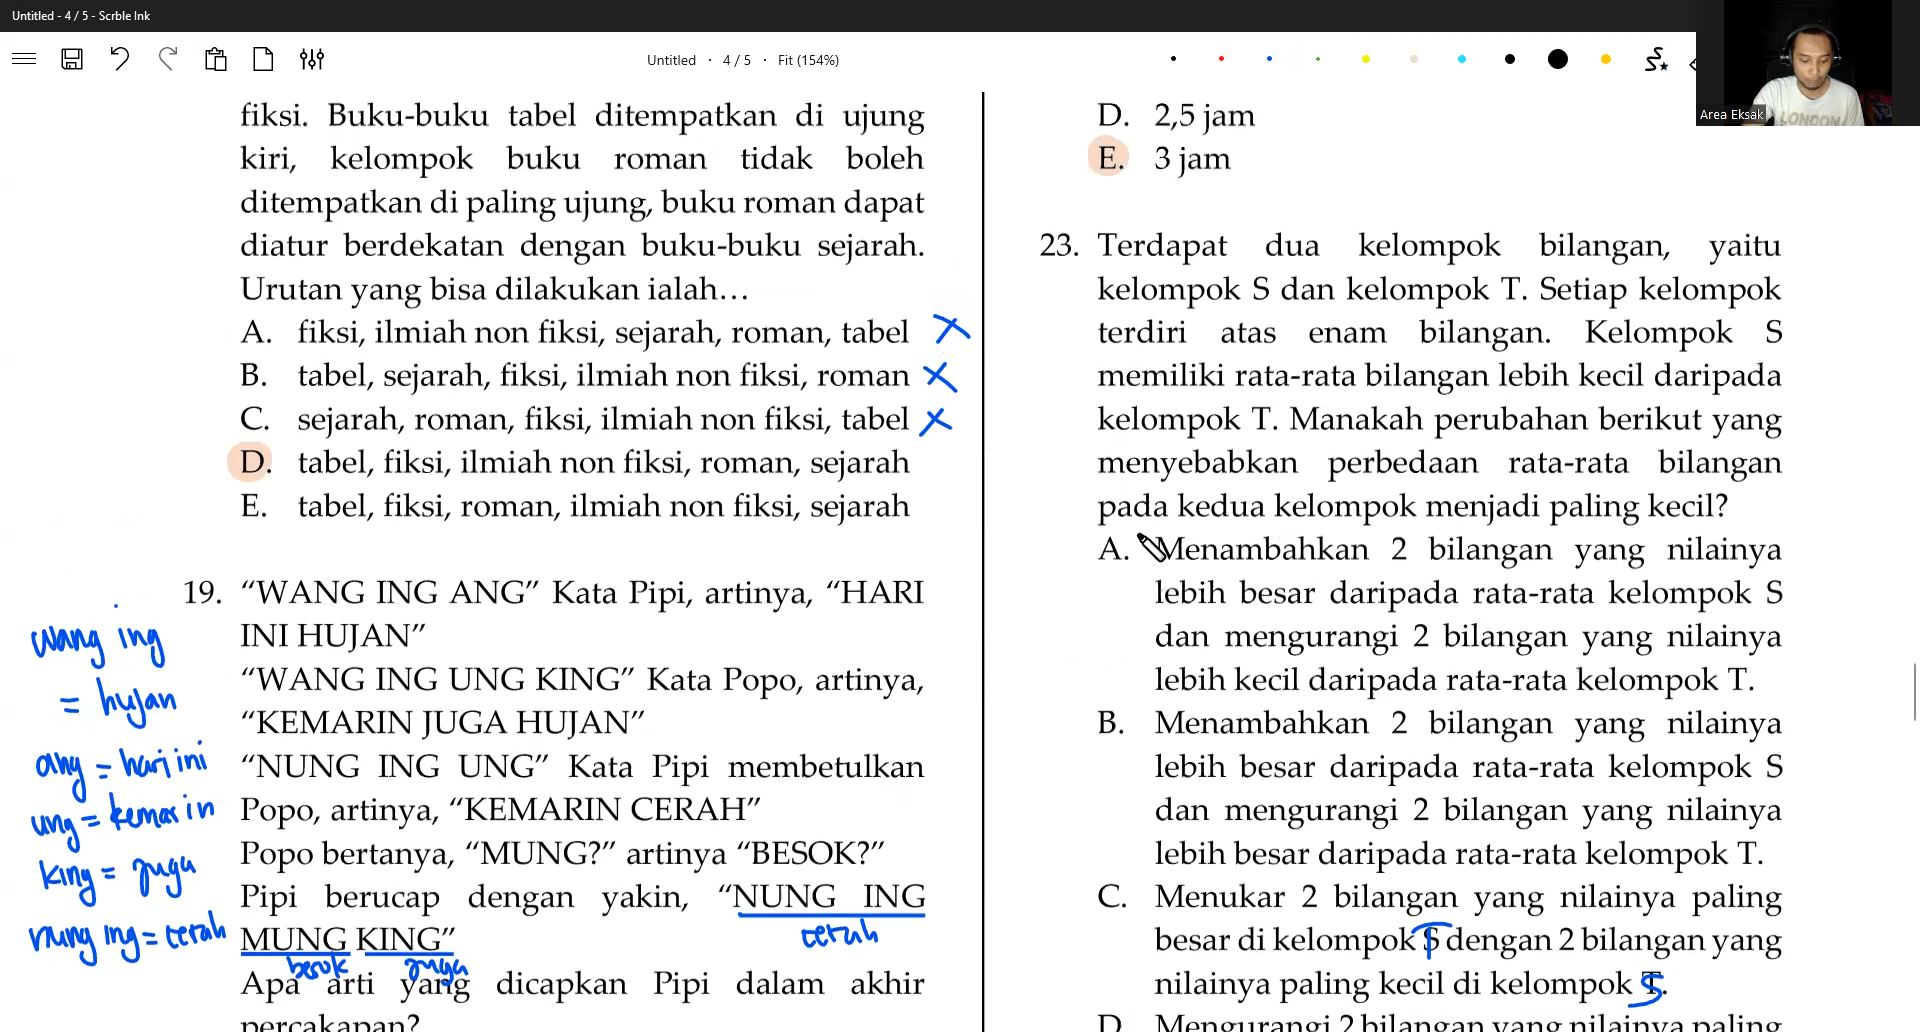 Untitled - 4 / 5 - Scrble Ink
Untitled · 4 / 5 · Fit (154%)
Area Eksak
LONDON
fiksi. Buku-buku tabel ditempatkan di ujung
kiri, kelompok buku roman tidak boleh
ditempatkan di paling ujung, buku roman dapat
diatur berdekatan dengan buku-buku sejarah.
Urutan yang bisa dilakukan ialah...
A. fiksi, ilmiah non fiksi, sejarah, roman, tabel
B. tabel, sejarah, fiksi, ilmiah non fiksi, roman
C. sejarah, roman, fiksi, ilmiah non fiksi, tabel
D. tabel, fiksi, ilmiah non fiksi, roman, sejarah
E. tabel, fiksi, roman, ilmiah non fiksi, sejarah
19. “WANG ING ANG” Kata Pipi, artinya, “HARI
INI HUJAN”
“WANG ING UNG KING” Kata Popo, artinya,
“KEMARIN JUGA HUJAN”
“NUNG ING UNG” Kata Pipi membetulkan
Popo, artinya, “KEMARIN CERAH”
Popo bertanya, “MUNG?” artinya “BESOK?”
Pipi berucap dengan yakin, “NUNG ING
cerah
MUNG KING”
besok juga
Apa arti yang dicapkan Pipi dalam akhir
percakapan?
wang ing
= hujan
ang = hari ini
ung = kemarin
king = juga
nung ing = cerah
D. 2,5 jam
E. 3 jam
23. Terdapat dua kelompok bilangan, yaitu
kelompok S dan kelompok T. Setiap kelompok
terdiri atas enam bilangan. Kelompok S
memiliki rata-rata bilangan lebih kecil daripada
kelompok T. Manakah perubahan berikut yang
menyebabkan perbedaan rata-rata bilangan
pada kedua kelompok menjadi paling kecil?
A. Menambahkan 2 bilangan yang nilainya
lebih besar daripada rata-rata kelompok S
dan mengurangi 2 bilangan yang nilainya
lebih kecil daripada rata-rata kelompok T.
B. Menambahkan 2 bilangan yang nilainya
lebih besar daripada rata-rata kelompok S
dan mengurangi 2 bilangan yang nilainya
lebih besar daripada rata-rata kelompok T.
C. Menukar 2 bilangan yang nilainya paling
besar di kelompok T dengan 2 bilangan yang
nilainya paling kecil di kelompok S.
D. Mengurangi 2 bilangan yang nilainya paling